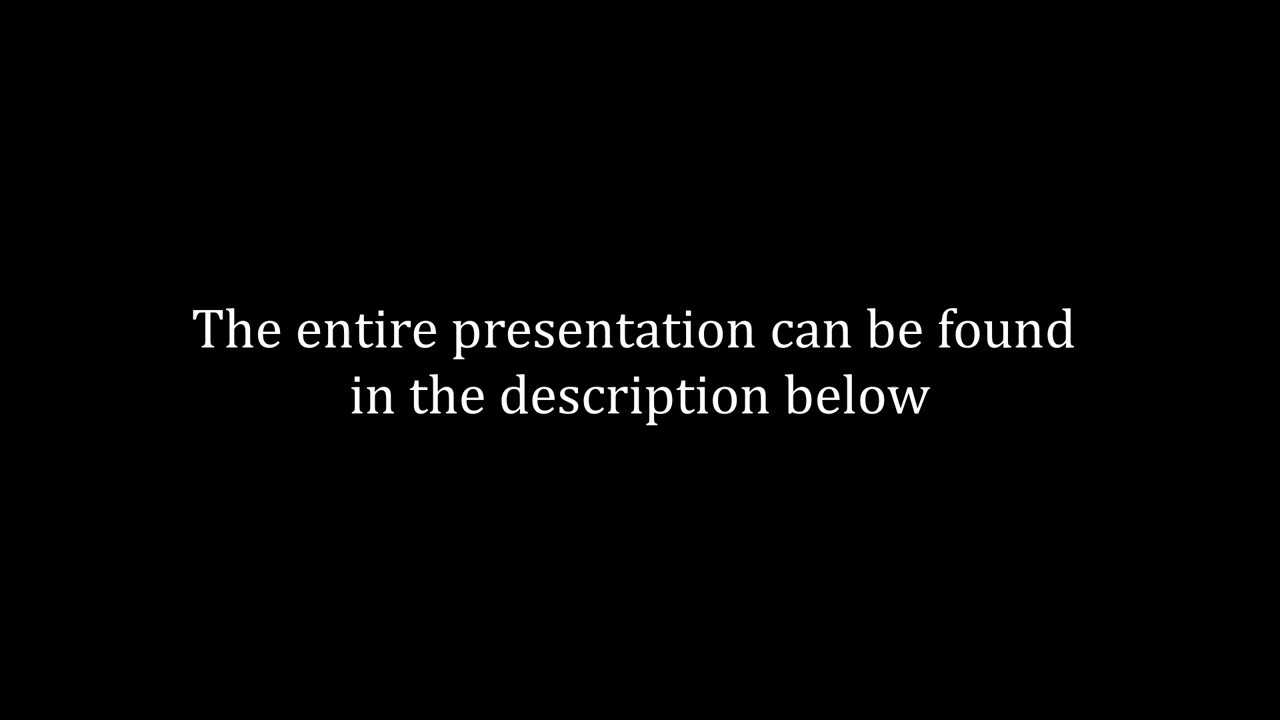 The entire presentation can be found
in the description below